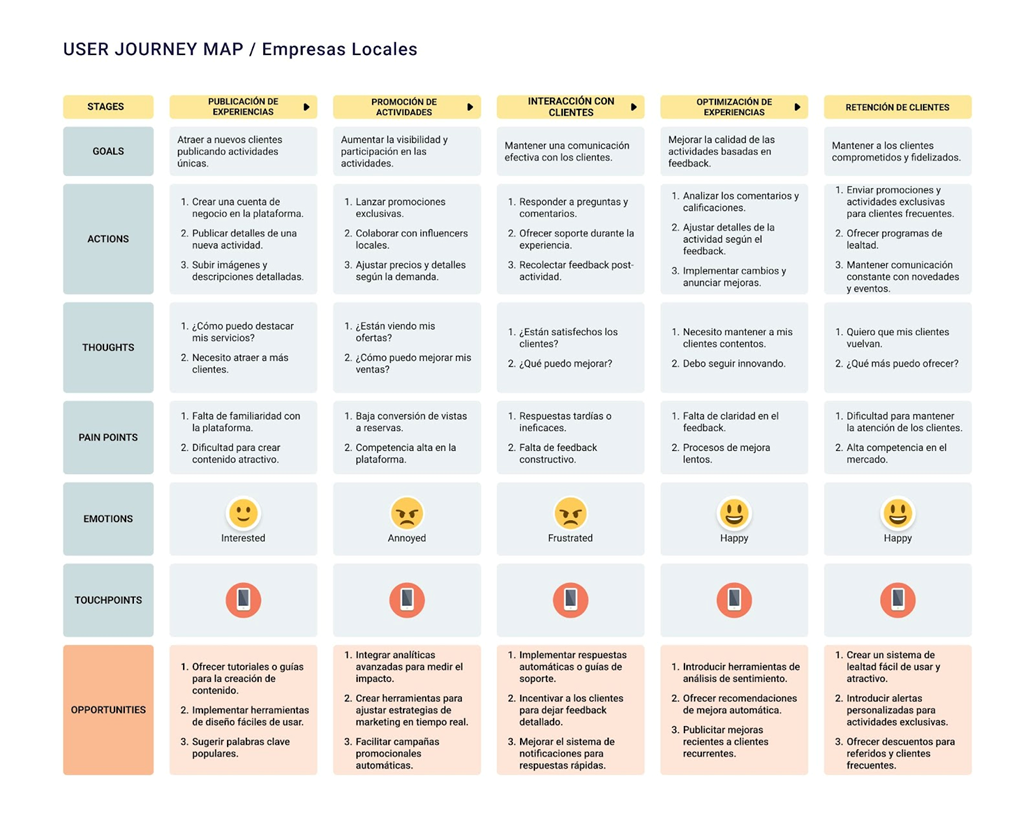 USER JOURNEY MAP / Empresas Locales
STAGES
PUBLICACIÓN DE
EXPERIENCIAS
PROMOCIÓN DE
ACTIVIDADES
INTERACCIÓN CON
CLIENTES
OPTIMIZACIÓN DE
EXPERIENCIAS
RETENCIÓN DE CLIENTES
GOALS
Atraer a nuevos clientes
publicando actividades
únicas.
Aumentar la visibilidad y
participación en las
actividades.
Mantener una comunicación
efectiva con los clientes.
Mejorar la calidad de las
actividades basadas en
feedback.
Mantener a los clientes
comprometidos y fidelizados.
ACTIONS
1. Crear una cuenta de
negocio en la plataforma.
2. Publicar detalles de una
nueva actividad.
3. Subir imágenes y
descripciones detalladas.
1. Lanzar promociones
exclusivas.
2. Colaborar con influencers
locales.
3. Ajustar precios y detalles
según la demanda.
1. Responder a preguntas y
comentarios.
2. Ofrecer soporte durante la
experiencia.
3. Recolectar feedback post-
actividad.
1. Analizar los comentarios y
calificaciones.
2. Ajustar detalles de la
actividad según el
feedback.
3. Implementar cambios y
anunciar mejoras.
1. Enviar promociones y
actividades exclusivas
para clientes frecuentes.
2. Ofrecer programas de
lealtad.
3. Mantener comunicación
constante con novedades
y eventos.
THOUGHTS
1. ¿Cómo puedo destacar
mis servicios?
2. Necesito atraer a más
clientes.
1. ¿Están viendo mis
ofertas?
2. ¿Cómo puedo mejorar mis
ventas?
1. ¿Están satisfechos los
clientes?
2. ¿Qué puedo mejorar?
1. Necesito mantener a mis
clientes contentos.
2. Debo seguir innovando.
1. Quiero que mis clientes
vuelvan.
2. ¿Qué más puedo ofrecer?
PAIN POINTS
1. Falta de familiaridad con
la plataforma.
2. Dificultad para crear
contenido atractivo.
1. Baja conversión de vistas
a reservas.
2. Competencia alta en la
plataforma.
1. Respuestas tardías o
ineficaces.
2. Falta de feedback
constructivo.
1. Falta de claridad en el
feedback.
2. Procesos de mejora
lentos.
1. Dificultad para mantener
la atención de los clientes.
2. Alta competencia en el
mercado.
EMOTIONS
Interested
Annoyed
Frustrated
Happy
Happy
TOUCHPOINTS
OPPORTUNITIES
1. Ofrecer tutoriales o guías
para la creación de
contenido.
2. Implementar herramientas
de diseño fáciles de usar.
3. Sugerir palabras clave
populares.
1. Integrar analíticas
avanzadas para medir el
impacto.
2. Crear herramientas para
ajustar estrategias de
marketing en tiempo real.
3. Facilitar campañas
promocionales
automáticas.
1. Implementar respuestas
automáticas o guías de
soporte.
2. Incentivar a los clientes
para dejar feedback
detallado.
3. Mejorar el sistema de
notificaciones para
respuestas rápidas.
1. Introducir herramientas de
análisis de sentimiento.
2. Ofrecer recomendaciones
de mejora automática.
3. Publicitar mejoras
recientes a clientes
recurrentes.
1. Crear un sistema de
lealtad fácil de usar y
atractivo.
2. Introducir alertas
personalizadas para
actividades exclusivas.
3. Ofrecer descuentos para
referidos y clientes
frecuentes.